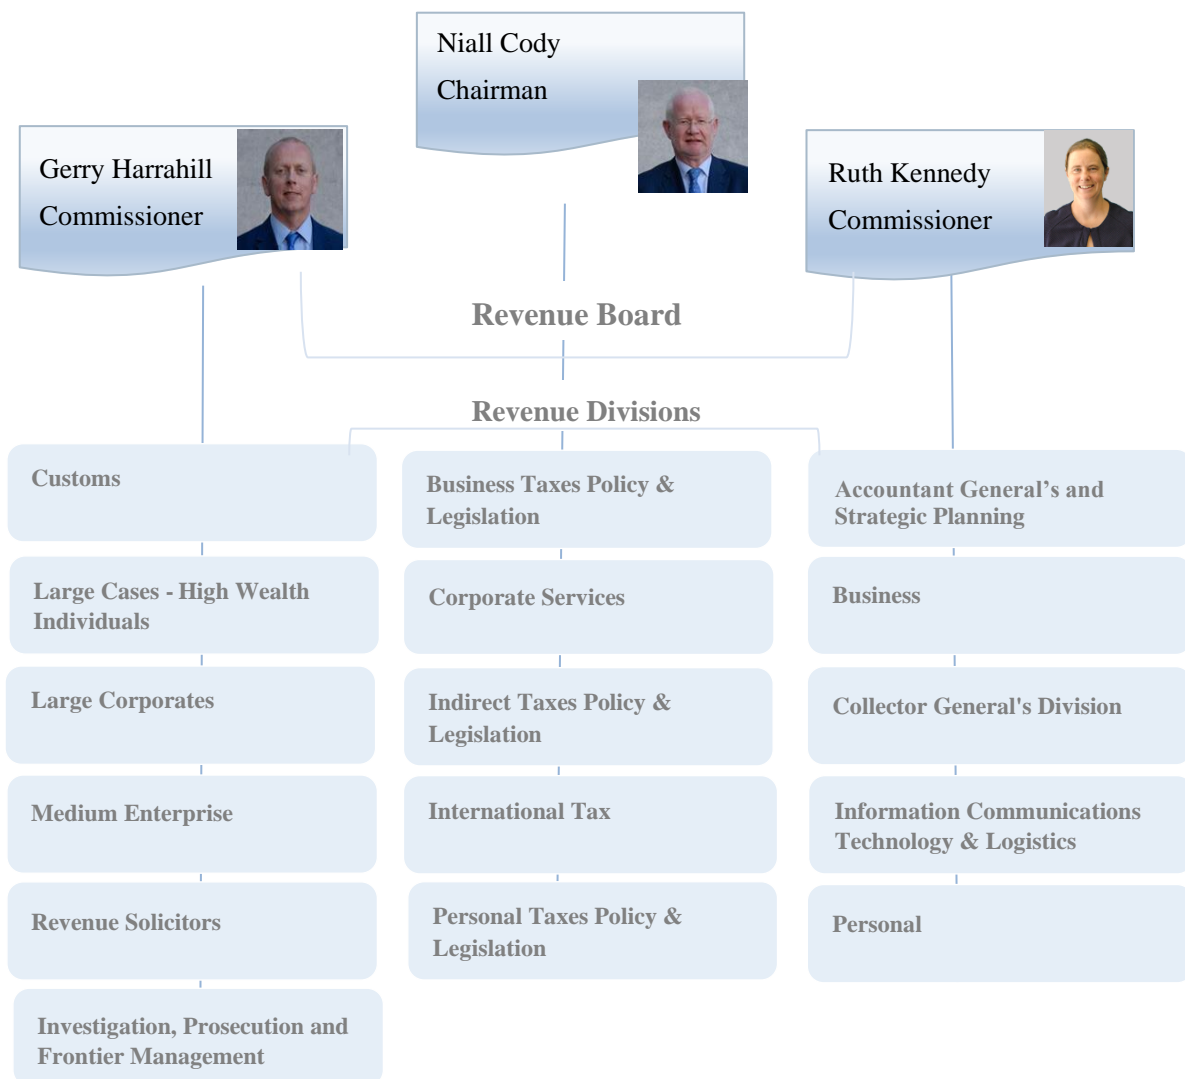 Niall Cody
Chairman
Gerry Harrahill
Commissioner
Ruth Kennedy
Commissioner
Revenue Board
Revenue Divisions
Customs
Large Cases - High Wealth
Individuals
Large Corporates
Medium Enterprise
Revenue Solicitors
Investigation, Prosecution and
Frontier Management
Business Taxes Policy &
Legislation
Corporate Services
Indirect Taxes Policy &
Legislation
International Tax
Personal Taxes Policy &
Legislation
Accountant General’s and
Strategic Planning
Business
Collector General's Division
Information Communications
Technology & Logistics
Personal